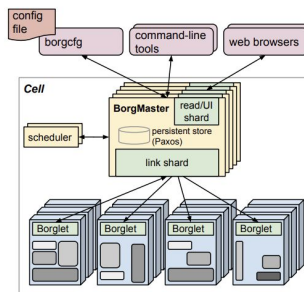 config
file
borgcfg
command-line
tools
web browsers
Cell
BorgMaster
read/UI
shard
persistent store
(Paxos)
scheduler
link shard
Borglet
Borglet
Borglet
Borglet